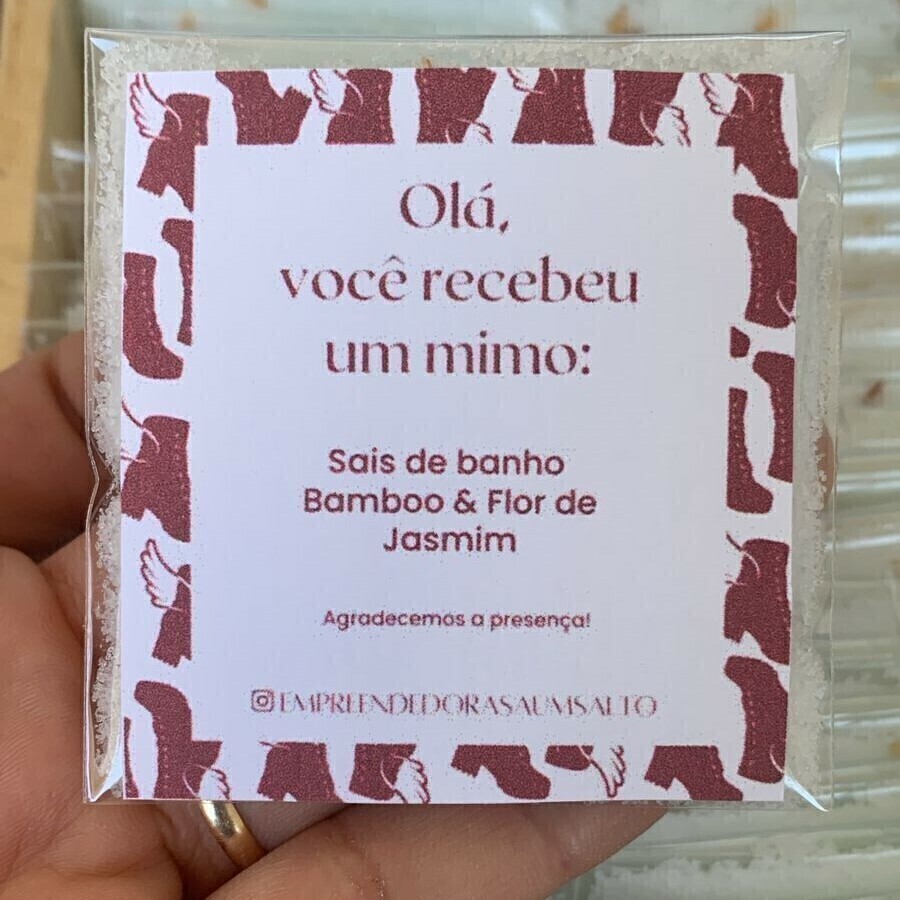 Olá,
você recebeu
um mimo:
Sais de banho
Bamboo & Flor de
Jasmim
Agradecemos a presença!
EMPREENDEDORASAUMSALTO